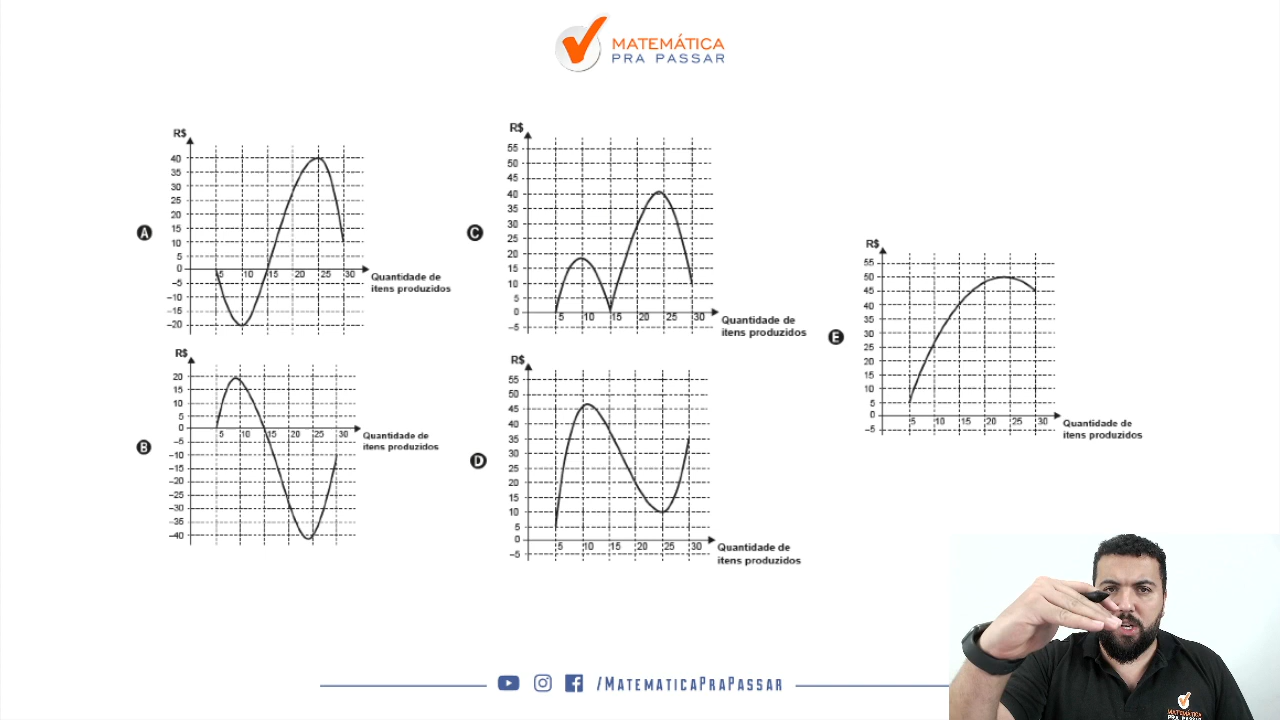 MATEMÁTICA
PRA PASSAR
A
R$
40
35
30
25
20
15
10
5
0
-5
-10
-15
-20
5 10 15 20 25 30
Quantidade de
itens produzidos
B
R$
20
15
10
5
0
-5
-10
-15
-20
-25
-30
-35
-40
5 10 15 20 25 30
Quantidade de
itens produzidos
C
R$
55
50
45
40
35
30
25
20
15
10
5
0
-5
5 10 15 20 25 30
Quantidade de
itens produzidos
D
R$
55
50
45
40
35
30
25
20
15
10
5
0
-5
5 10 15 20 25 30
Quantidade de
itens produzidos
E
R$
55
50
45
40
35
30
25
20
15
10
5
0
-5
5 10 15 20 25 30
Quantidade de
itens produzidos
/MATEMATICAPRAPASSAR
MATEMÁTICA
PRA PASSAR